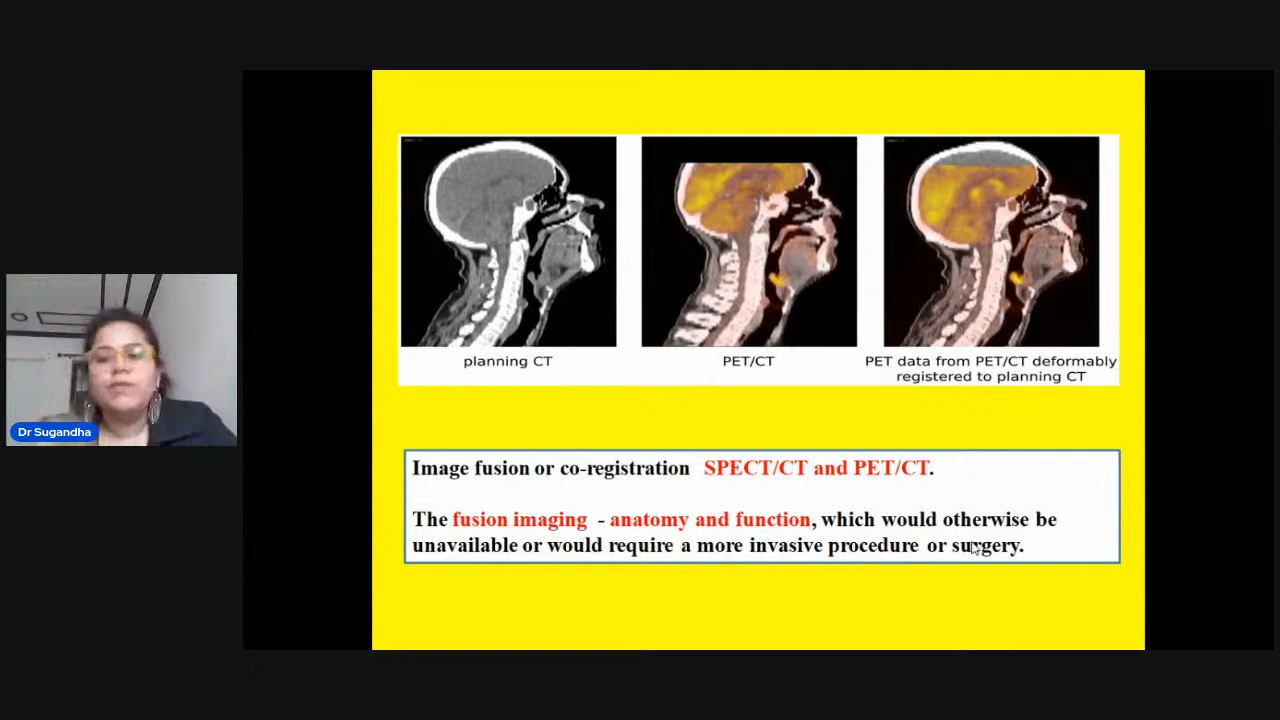 planning CT
PET/CT
PET data from PET/CT deformably
registered to planning CT
Dr Sugandha
Image fusion or co-registration SPECT/CT and PET/CT.
The fusion imaging - anatomy and function, which would otherwise be
unavailable or would require a more invasive procedure or surgery.